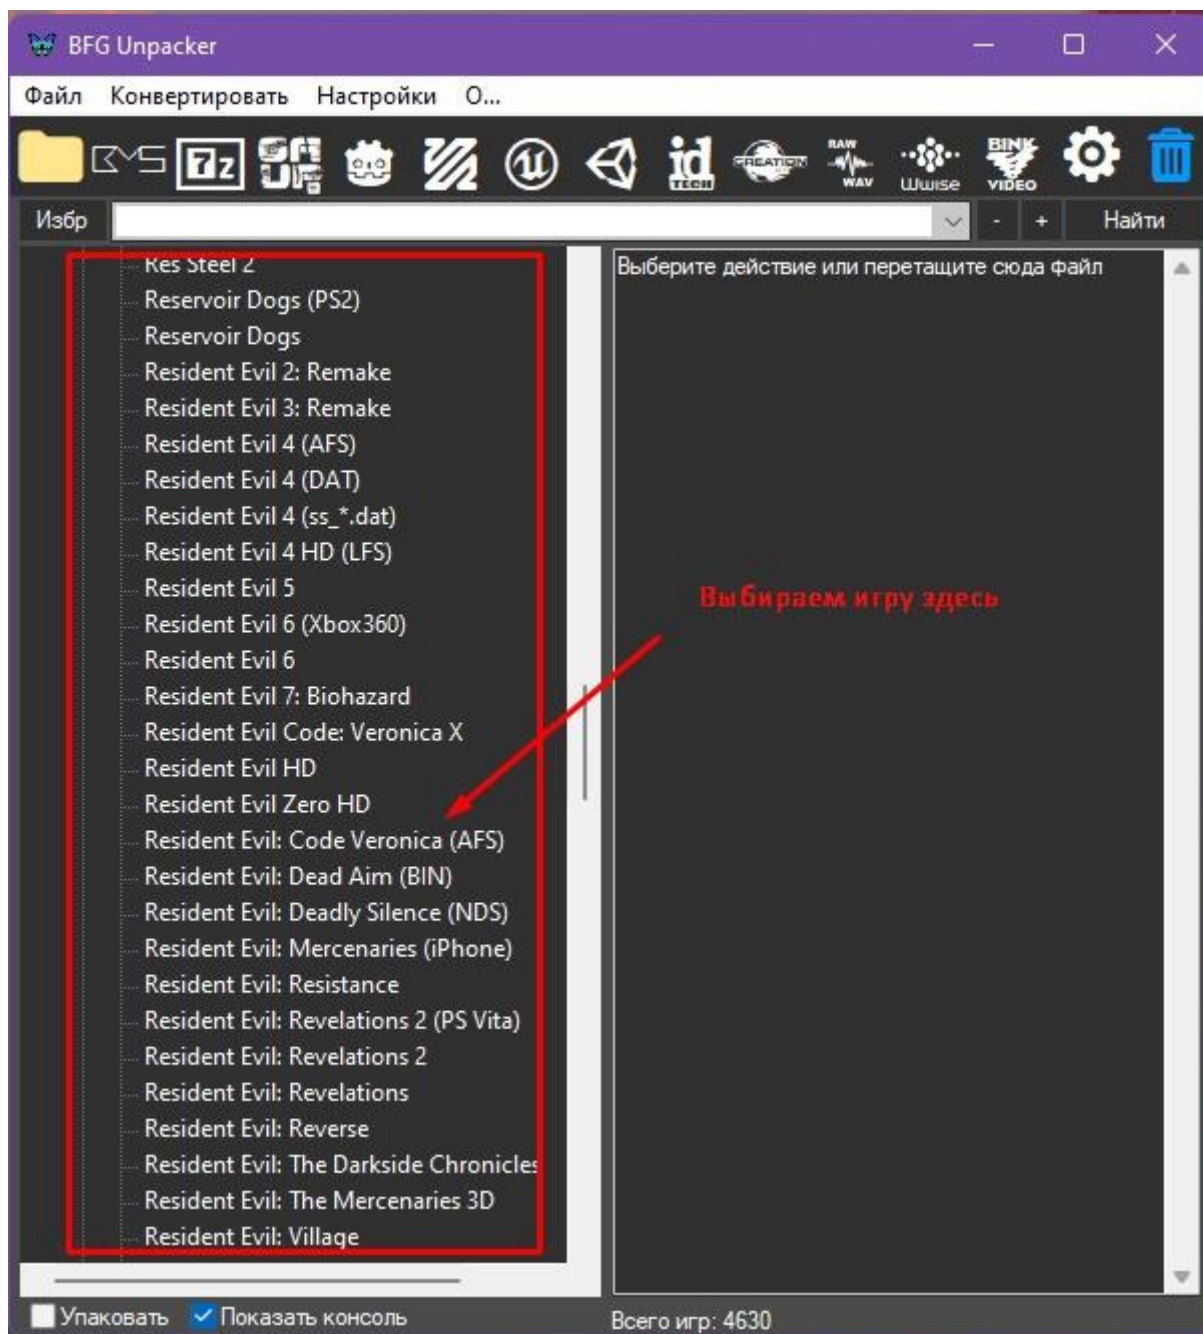 BFG Unpacker
Файл Конвертировать Настройки О...
BMS 7z U id TECH CREATION RAW WAV Wwise BINK VIDEO
Избр - + Найти
Res Steel 2
Reservoir Dogs (PS2)
Reservoir Dogs
Resident Evil 2: Remake
Resident Evil 3: Remake
Resident Evil 4 (AFS)
Resident Evil 4 (DAT)
Resident Evil 4 (ss_*.dat)
Resident Evil 4 HD (LFS)
Resident Evil 5
Resident Evil 6 (Xbox360)
Resident Evil 6
Resident Evil 7: Biohazard
Resident Evil Code: Veronica X
Resident Evil HD
Resident Evil Zero HD
Resident Evil: Code Veronica (AFS)
Resident Evil: Dead Aim (BIN)
Resident Evil: Deadly Silence (NDS)
Resident Evil: Mercenaries (iPhone)
Resident Evil: Resistance
Resident Evil: Revelations 2 (PS Vita)
Resident Evil: Revelations 2
Resident Evil: Revelations
Resident Evil: Reverse
Resident Evil: The Darkside Chronicles
Resident Evil: The Mercenaries 3D
Resident Evil: Village
Выберите действие или перетащите сюда файл
Выбираем игру здесь
Упаковать Показать консоль
Всего игр: 4630